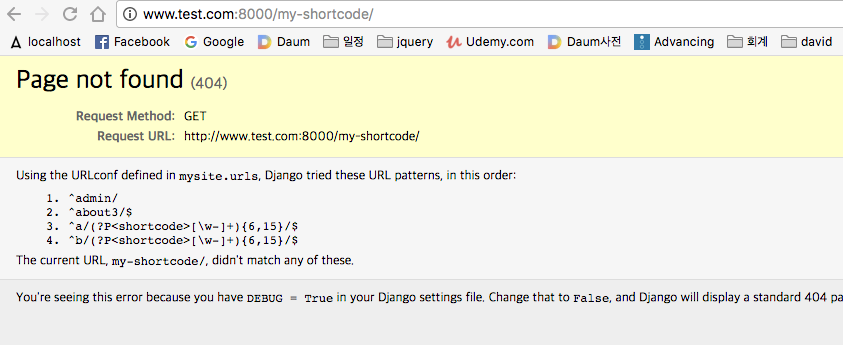 www.test.com:8000/my-shortcode/
localhost Facebook Google Daum 일정 jquery Udemy.com Daum사전 Advancing 회계 david
Page not found (404)
Request Method: GET
Request URL: http://www.test.com:8000/my-shortcode/
Using the URLconf defined in mysite.urls, Django tried these URL patterns, in this order:
1. ^admin/
2. ^about3/$
3. ^a/(?P<shortcode>[\w-]+){6,15}/$
4. ^b/(?P<shortcode>[\w-]+){6,15}/$
The current URL, my-shortcode/, didn't match any of these.
You're seeing this error because you have DEBUG = True in your Django settings file. Change that to False, and Django will display a standard 404 pa